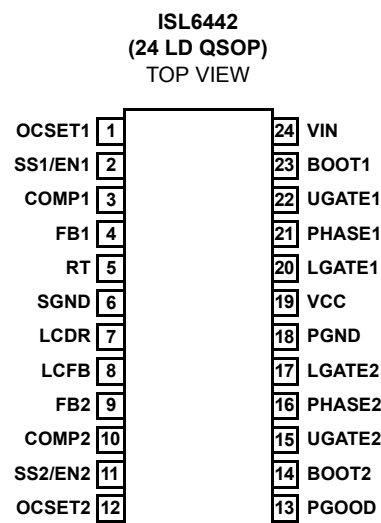 ISL6442
(24 LD QSOP)
TOP VIEW
OCSET1 1 24 VIN
SS1/EN1 2 23 BOOT1
COMP1 3 22 UGATE1
FB1 4 21 PHASE1
RT 5 20 LGATE1
SGND 6 19 VCC
LCDR 7 18 PGND
LCFB 8 17 LGATE2
FB2 9 16 PHASE2
COMP2 10 15 UGATE2
SS2/EN2 11 14 BOOT2
OCSET2 12 13 PGOOD